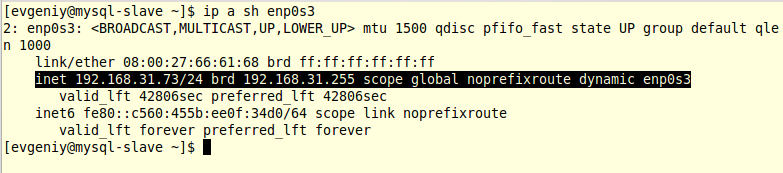 [evgeniy@mysql-slave ~]$ ip a sh enp0s3
2: enp0s3: <BROADCAST,MULTICAST,UP,LOWER_UP> mtu 1500 qdisc pfifo_fast state UP group default qle
n 1000
    link/ether 08:00:27:66:61:68 brd ff:ff:ff:ff:ff:ff
    inet 192.168.31.73/24 brd 192.168.31.255 scope global noprefixroute dynamic enp0s3
       valid_lft 42806sec preferred_lft 42806sec
    inet6 fe80::c560:455b:ee0f:34d0/64 scope link noprefixroute
       valid_lft forever preferred_lft forever
[evgeniy@mysql-slave ~]$